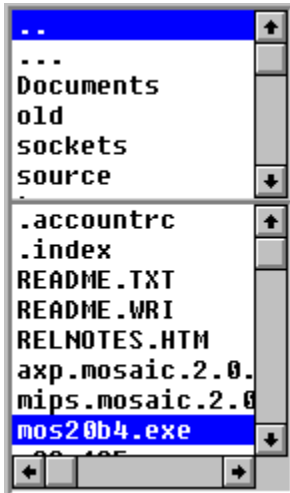 ..
...
Documents
old
sockets
source
.accountrc
.index
README.TXT
README.WRI
RELNOTES.HTM
axp.mosaic.2.0.
mips.mosaic.2.0
mos20b4.exe